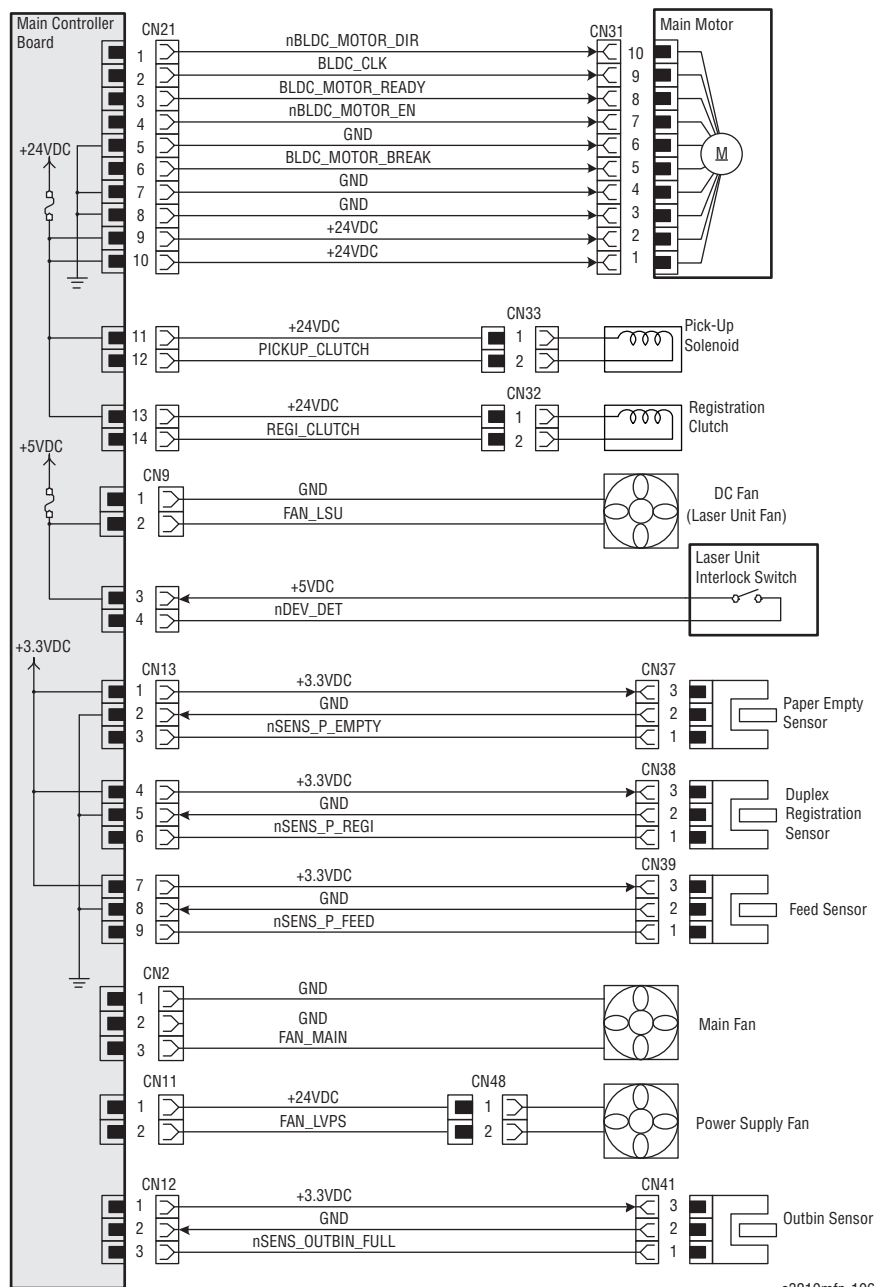 Main Controller
Board
CN21
CN31
Main Motor
1 nBLDC_MOTOR_DIR 10
2 BLDC_CLK 9
3 BLDC_MOTOR_READY 8
4 nBLDC_MOTOR_EN 7
+24VDC
5 GND 6
M
6 BLDC_MOTOR_BREAK 5
7 GND 4
8 GND 3
9 +24VDC 2
10 +24VDC 1
CN33
11 +24VDC 1
12 PICKUP_CLUTCH 2
Pick-Up
Solenoid
CN32
13 +24VDC 1
14 REGI_CLUTCH 2
Registration
Clutch
+5VDC
CN9
1 GND
2 FAN_LSU
DC Fan
(Laser Unit Fan)
Laser Unit
Interlock Switch
3 +5VDC
4 nDEV_DET
+3.3VDC
CN13
CN37
1 +3.3VDC 3
2 GND 2
3 nSENS_P_EMPTY 1
Paper Empty
Sensor
CN38
4 +3.3VDC 3
5 GND 2
6 nSENS_P_REGI 1
Duplex
Registration
Sensor
CN39
7 +3.3VDC 3
8 GND 2
9 nSENS_P_FEED 1
Feed Sensor
CN2
1 GND
2 GND
3 FAN_MAIN
Main Fan
CN11
CN48
1 +24VDC 1
2 FAN_LVPS 2
Power Supply Fan
CN12
CN41
1 +3.3VDC 3
2 GND 2
3 nSENS_OUTBIN_FULL 1
Outbin Sensor